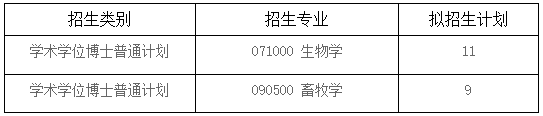 招生类别 招生专业 拟招生计划
学术学位博士普通计划 071000 生物学 11
学术学位博士普通计划 090500 畜牧学 9